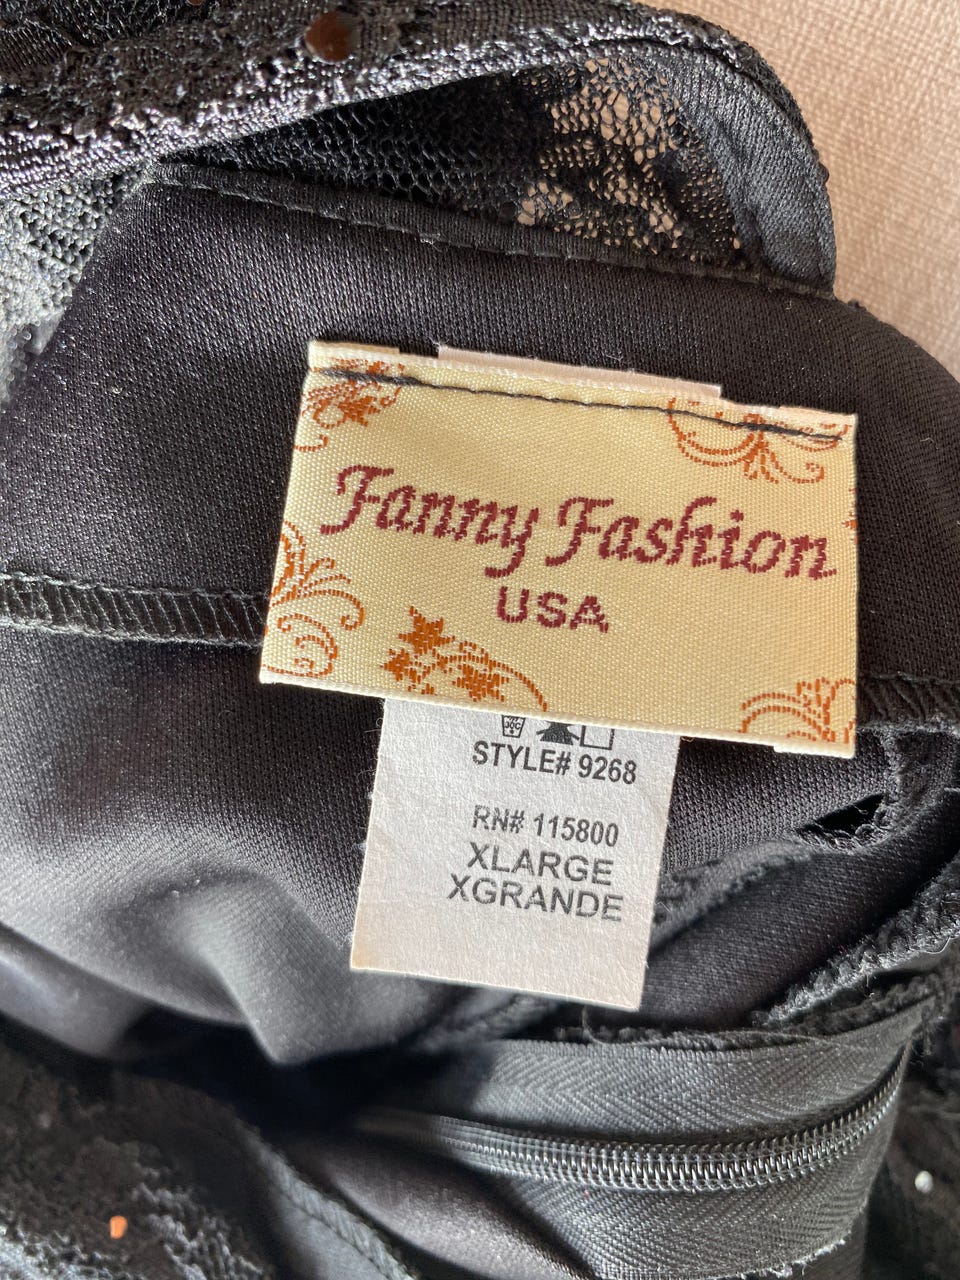 Fanny Fashion
USA
STYLE# 9268
RN# 115800
XLARGE
XGRANDE